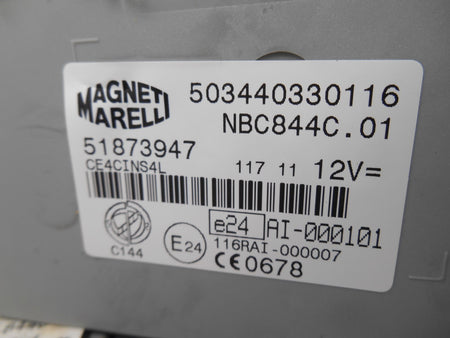 MAGNETI
MARELLI
503440330116
NBC844C.01
51873947
CE4CINS4L
117 11 12V=
e24 AI-000101
C144
E24
116RAI-000007
CE0678